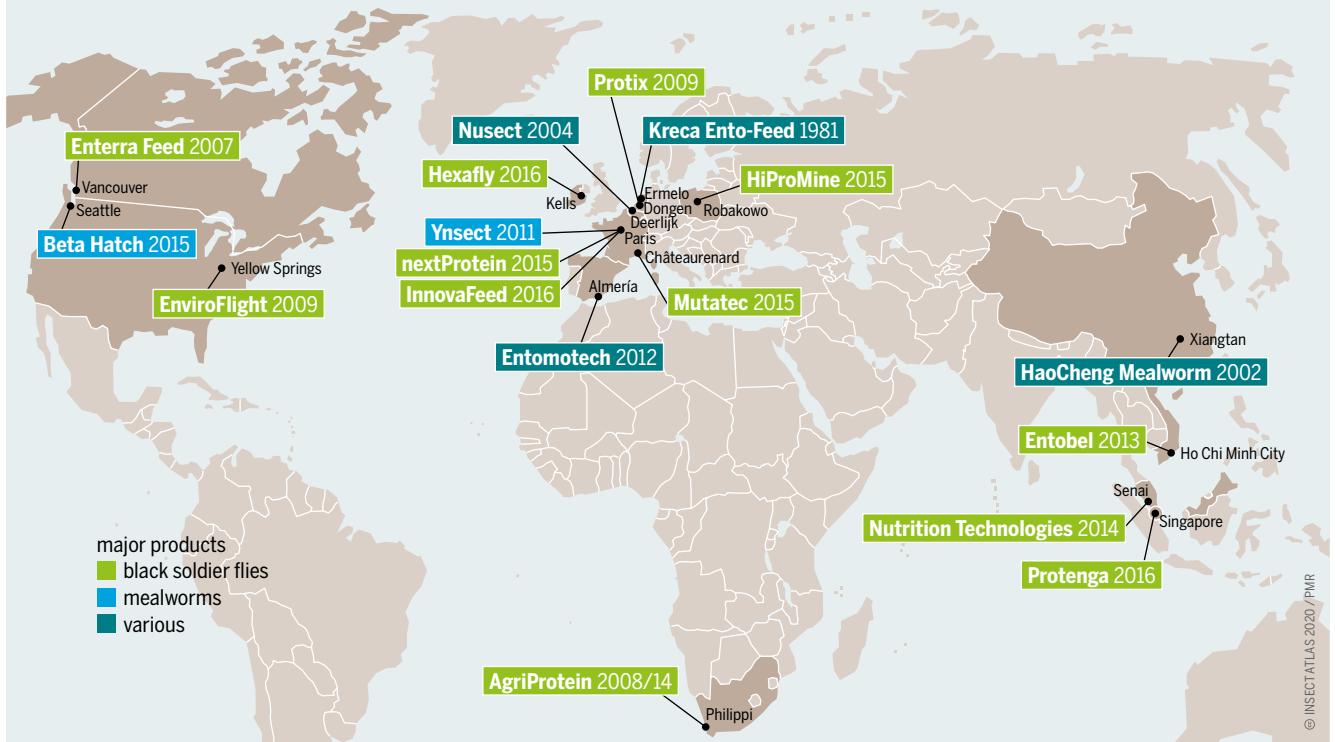 Protix 2009
Nusect 2004
Kreca Ento-Feed 1981
Enterra Feed 2007
Hexafly 2016
HiProMine 2015
Vancouver
Seattle
Kells
Ermelo
Dongen
Deerlijk
Robakowo
Beta Hatch 2015
Ynsect 2011
Paris
nextProtein 2015
Châteaurenard
Yellow Springs
InnovaFeed 2016
Almería
EnviroFlight 2009
Mutatec 2015
Xiangtan
Entomotech 2012
HaoCheng Mealworm 2002
Entobel 2013
Ho Chi Minh City
Senai
Singapore
Nutrition Technologies 2014
Protenga 2016
major products
black soldier flies
mealworms
various
AgriProtein 2008/14
Philippi
© INSECT ATLAS 2020 / PMR